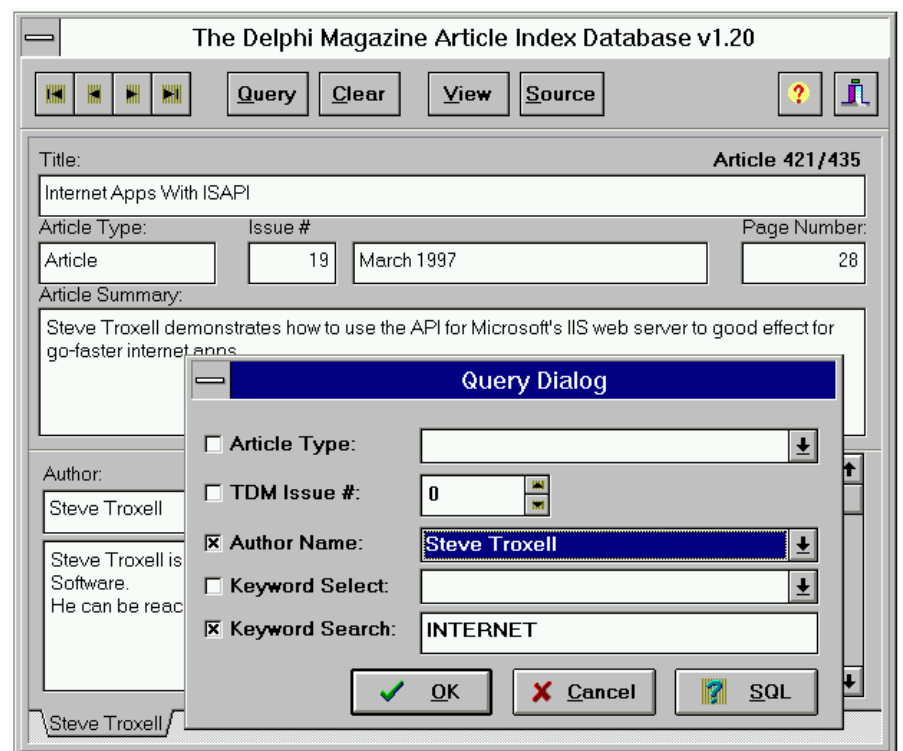 The Delphi Magazine Article Index Database v1.20
Query Clear View Source ?
Title: Article 421/435
Internet Apps With ISAPI
Article Type: Issue # Page Number:
Article 19 March 1997 28
Article Summary:
Steve Troxell demonstrates how to use the API for Microsoft's IIS web server to good effect for
go-faster internet apps
Query Dialog
Article Type:
TDM Issue #: 0
Author Name: Steve Troxell
Keyword Select:
Keyword Search: INTERNET
OK Cancel ? SQL
Author:
Steve Troxell
Steve Troxell is
Software.
He can be reac
Steve Troxell